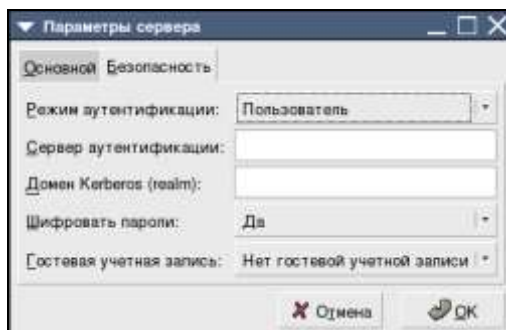 Параметры сервера
Основной Безопасность
Режим аутентификации: Пользователь
Сервер аутентификации:
Домен Kerberos (realm):
Шифровать пароли: Да
Гостевая учетная запись: Нет гостевой учетной записи
Отмена OK